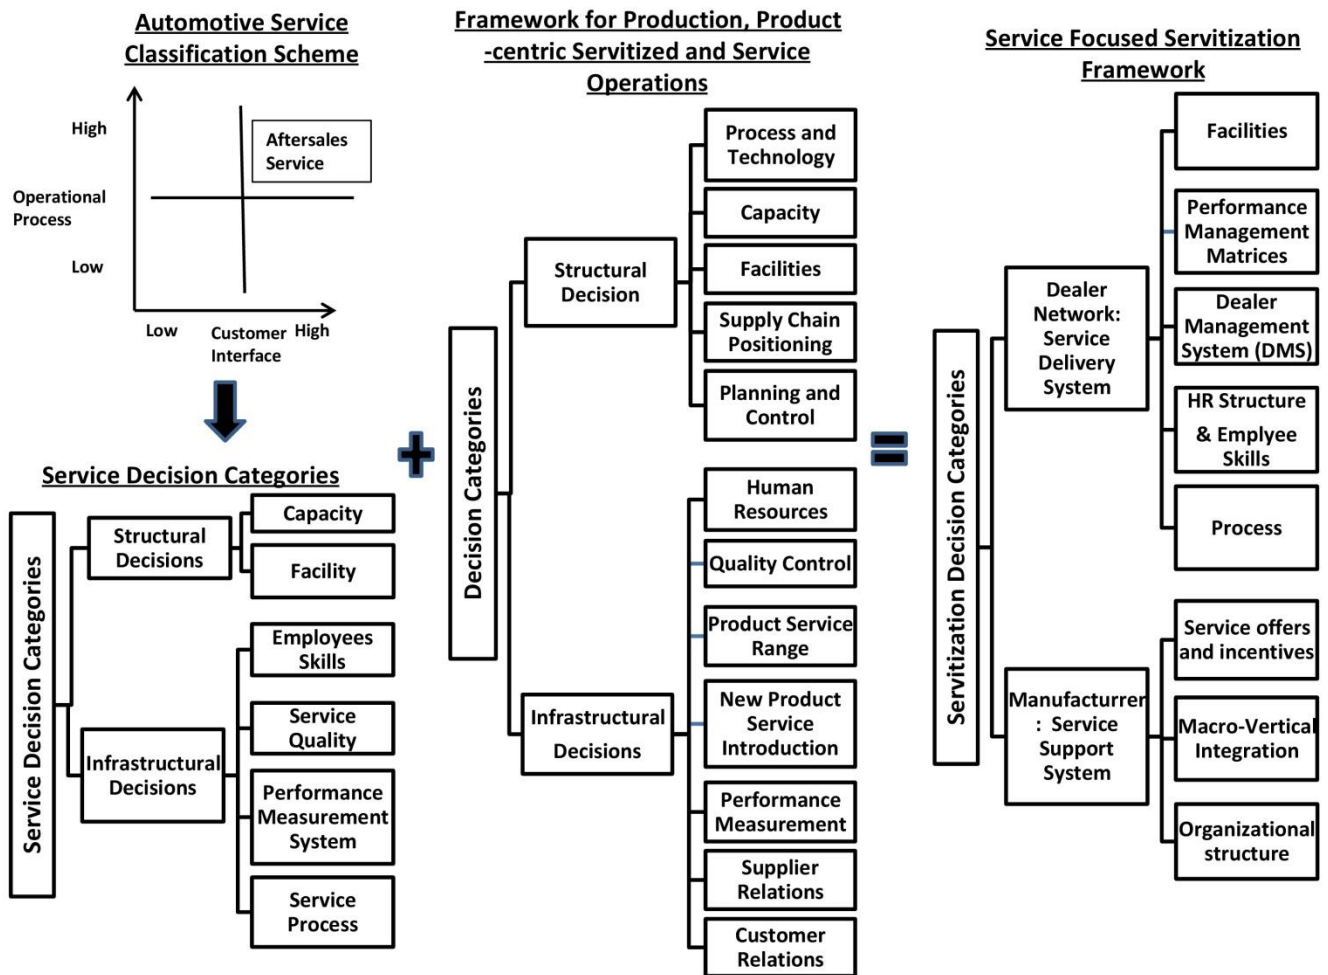 Automotive Service
Classification Scheme
High
Aftersales
Service
Operational
Process
Low
Low
Customer
Interface
High
Service Decision Categories
Service Decision Categories
Structural
Decisions
Capacity
Facility
Infrastructural
Decisions
Employees
Skills
Service
Quality
Performance
Measurement
System
Service
Process
Framework for Production, Product
-centric Servitized and Service
Operations
Decision Categories
Structural
Decision
Process and
Technology
Capacity
Facilities
Supply Chain
Positioning
Planning and
Control
Infrastructural
Decisions
Human
Resources
Quality Control
Product Service
Range
New Product
Service
Introduction
Performance
Measurement
Supplier
Relations
Customer
Relations
Service Focused Servitization
Framework
Servitization Decision Categories
Dealer
Network:
Service
Delivery
System
Facilities
Performance
Management
Matrices
Dealer
Management
System (DMS)
HR Structure
& Emplyee
Skills
Process
Manufacturrer
: Service
Support
System
Service offers
and incentives
Macro-Vertical
Integration
Organizational
structure